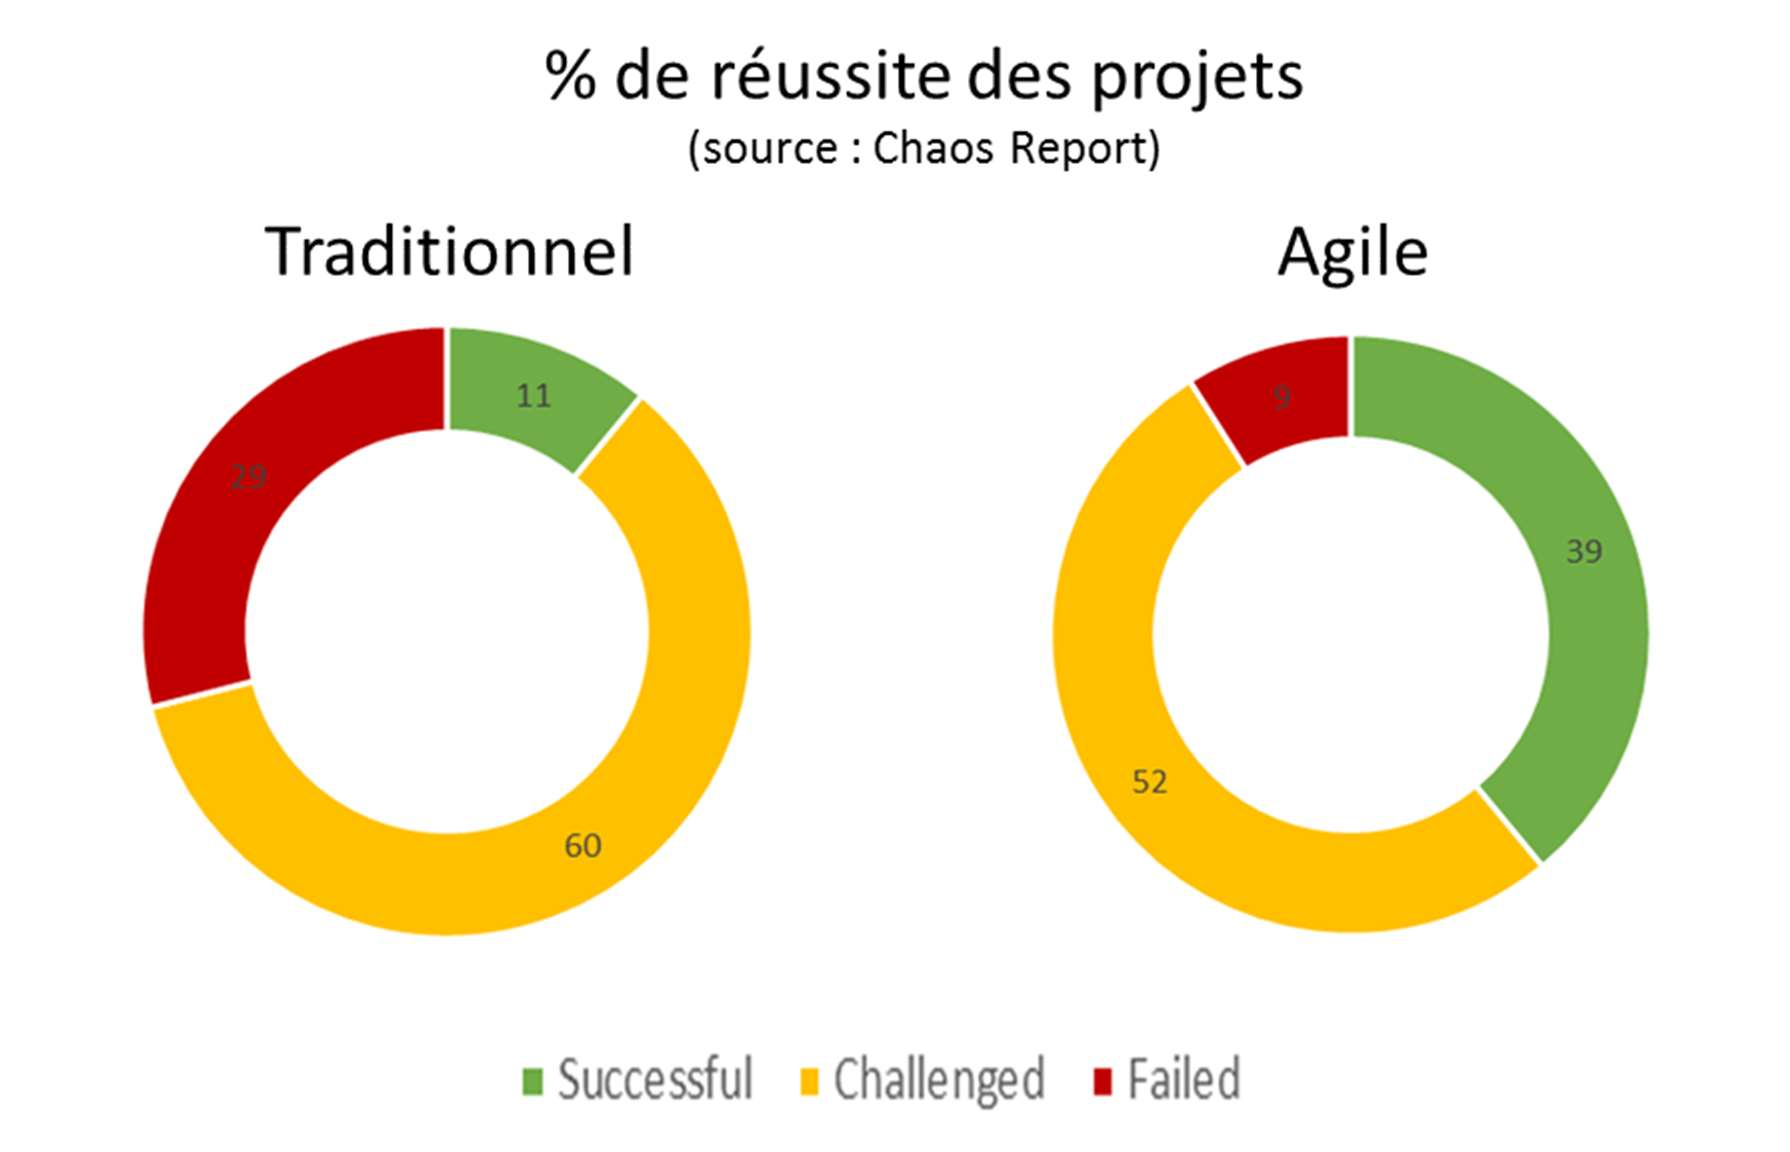 % de réussite des projets
(source : Chaos Report)
Traditionnel
Agile
11
29
60
9
39
52
Successful
Challenged
Failed